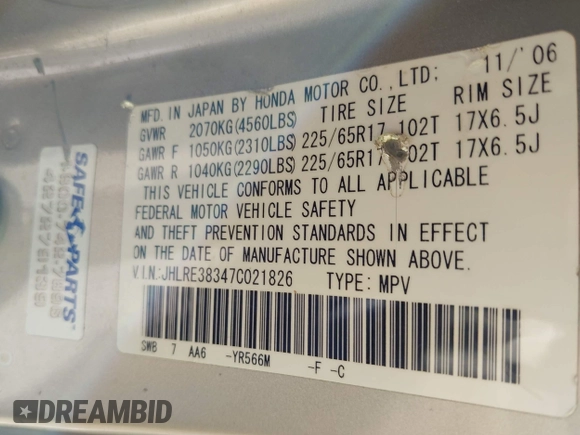 MFD. IN JAPAN BY HONDA MOTOR CO.,LTD; 11/'06
GVWR 2070KG(4560LBS) TIRE SIZE RIM SIZE
GAWR F 1050KG(2310LBS) 225/65R17 102T 17X6.5J
GAWR R 1040KG(2290LBS) 225/65R17 102T 17X6.5J
THIS VEHICLE CONFORMS TO ALL APPLICABLE
FEDERAL MOTOR VEHICLE SAFETY
AND THEFT PREVENTION STANDARDS IN EFFECT
ON THE DATE OF MANUFACTURE SHOWN ABOVE.
V.I.N.:JHLRE38347C021826 TYPE: MPV
SWB 7 AA6 -YR566M -F -C
SAFE PARTS
DREAMBID